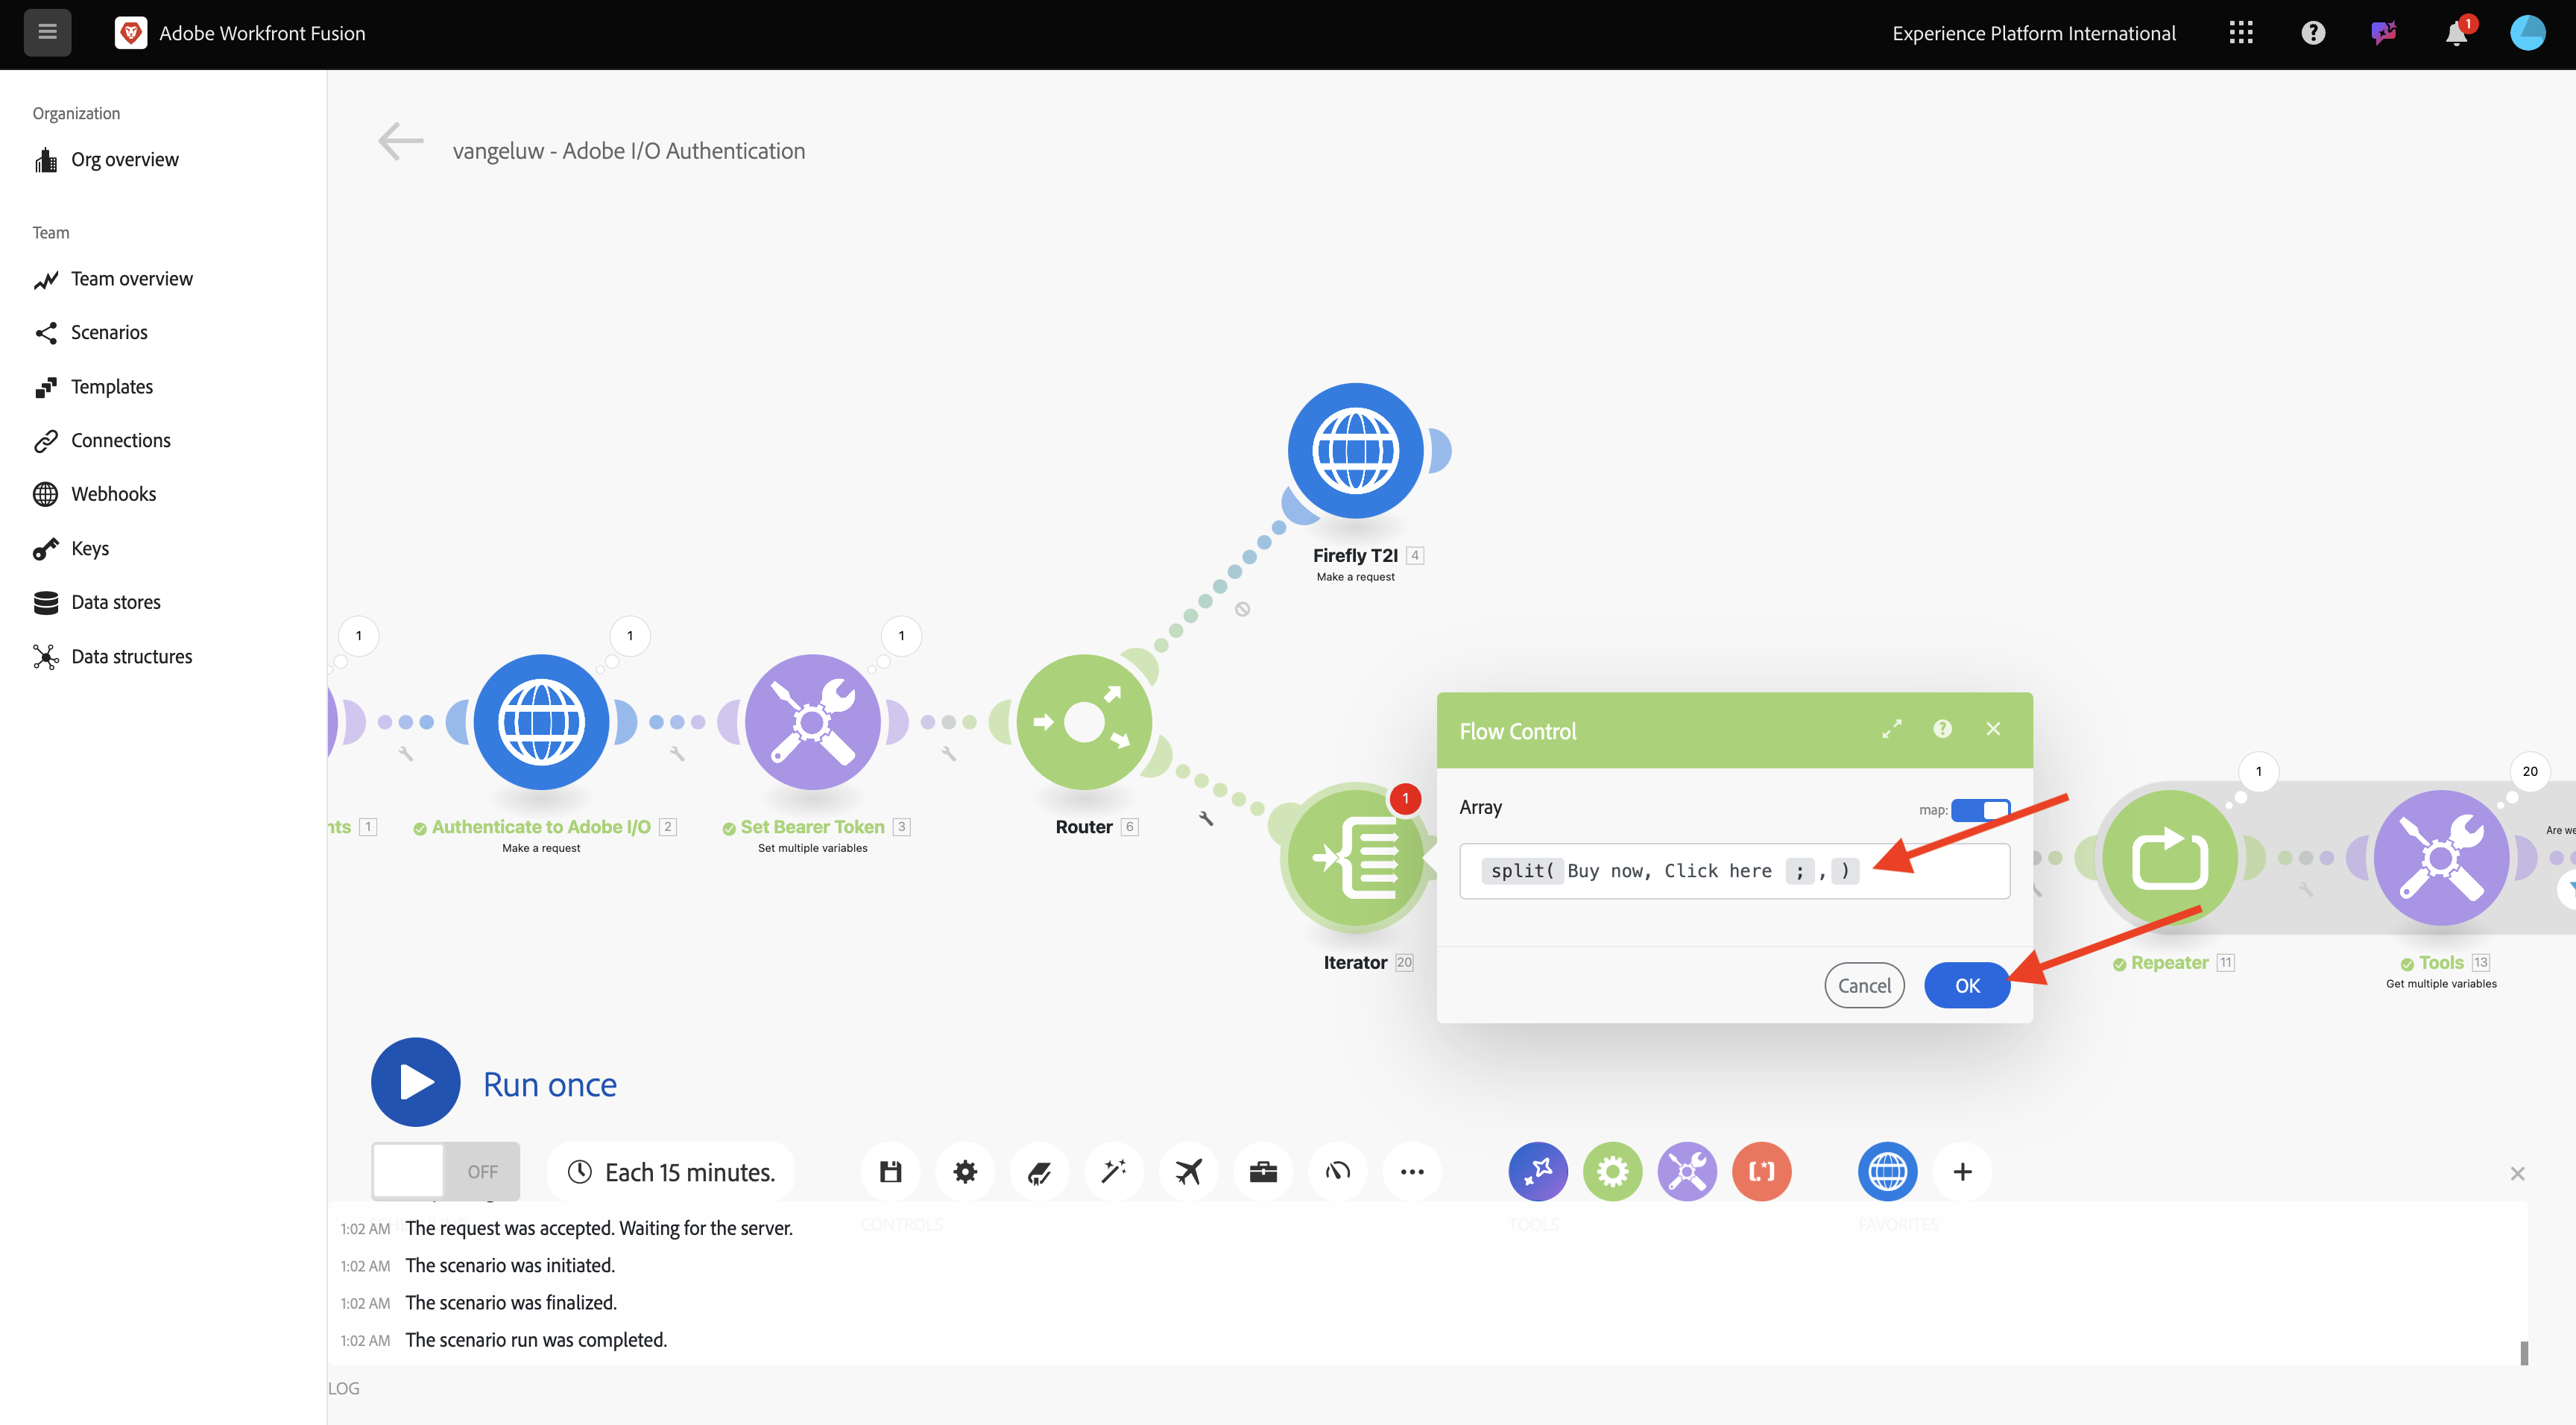 Adobe Workfront Fusion
Experience Platform International
1
Organization
Org overview
Team
Team overview
Scenarios
Templates
Connections
Webhooks
Keys
Data stores
Data structures
vangeluw - Adobe I/O Authentication
Firefly T2I 4
Make a request
1
1
1
nts 1
Authenticate to Adobe I/O 2
Make a request
Set Bearer Token 3
Set multiple variables
Router 6
1
Iterator 20
Flow Control
Array
map:
split( Buy now, Click here ; , )
Cancel
OK
1
Repeater 11
20
Tools 13
Get multiple variables
Are we
Run once
OFF
Each 15 minutes.
CONTROLS
TOOLS
FAVORITES
1:02 AM The request was accepted. Waiting for the server.
1:02 AM The scenario was initiated.
1:02 AM The scenario was finalized.
1:02 AM The scenario run was completed.
LOG